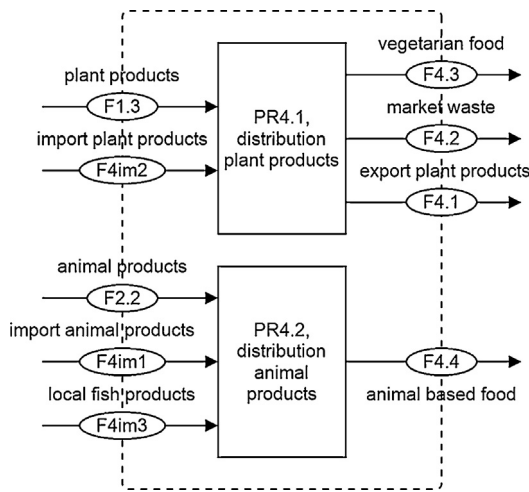 vegetarian food
F4.3
plant products
F1.3
market waste
F4.2
import plant products
F4im2
PR4.1,
distribution
plant products
export plant products
F4.1
animal products
F2.2
import animal products
F4im1
local fish products
F4im3
PR4.2,
distribution
animal
products
F4.4
animal based food